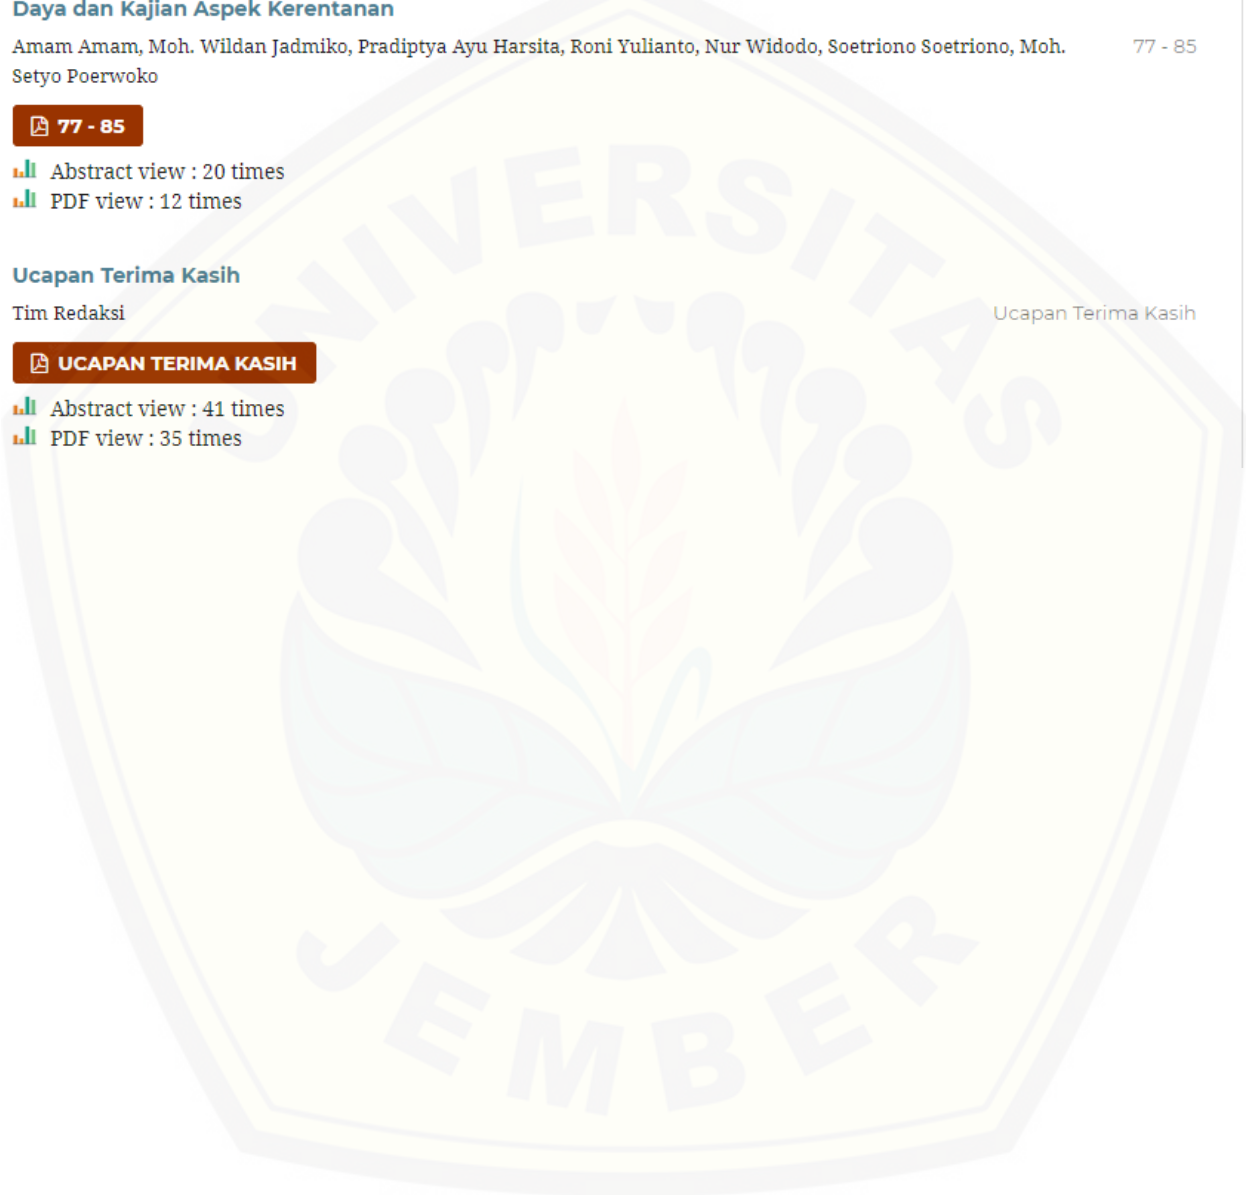 Daya dan Kajian Aspek Kerentanan
Amam Amam, Moh. Wildan Jadmiko, Pradiptya Ayu Harsita, Roni Yulianto, Nur Widodo, Soetriono Soetriono, Moh. 77 - 85
Setyo Poerwoko
77 - 85
Abstract view : 20 times
PDF view : 12 times
Ucapan Terima Kasih
Tim Redaksi Ucapan Terima Kasih
UCAPAN TERIMA KASIH
Abstract view : 41 times
PDF view : 35 times
UNIVERSITAS
JEMBER